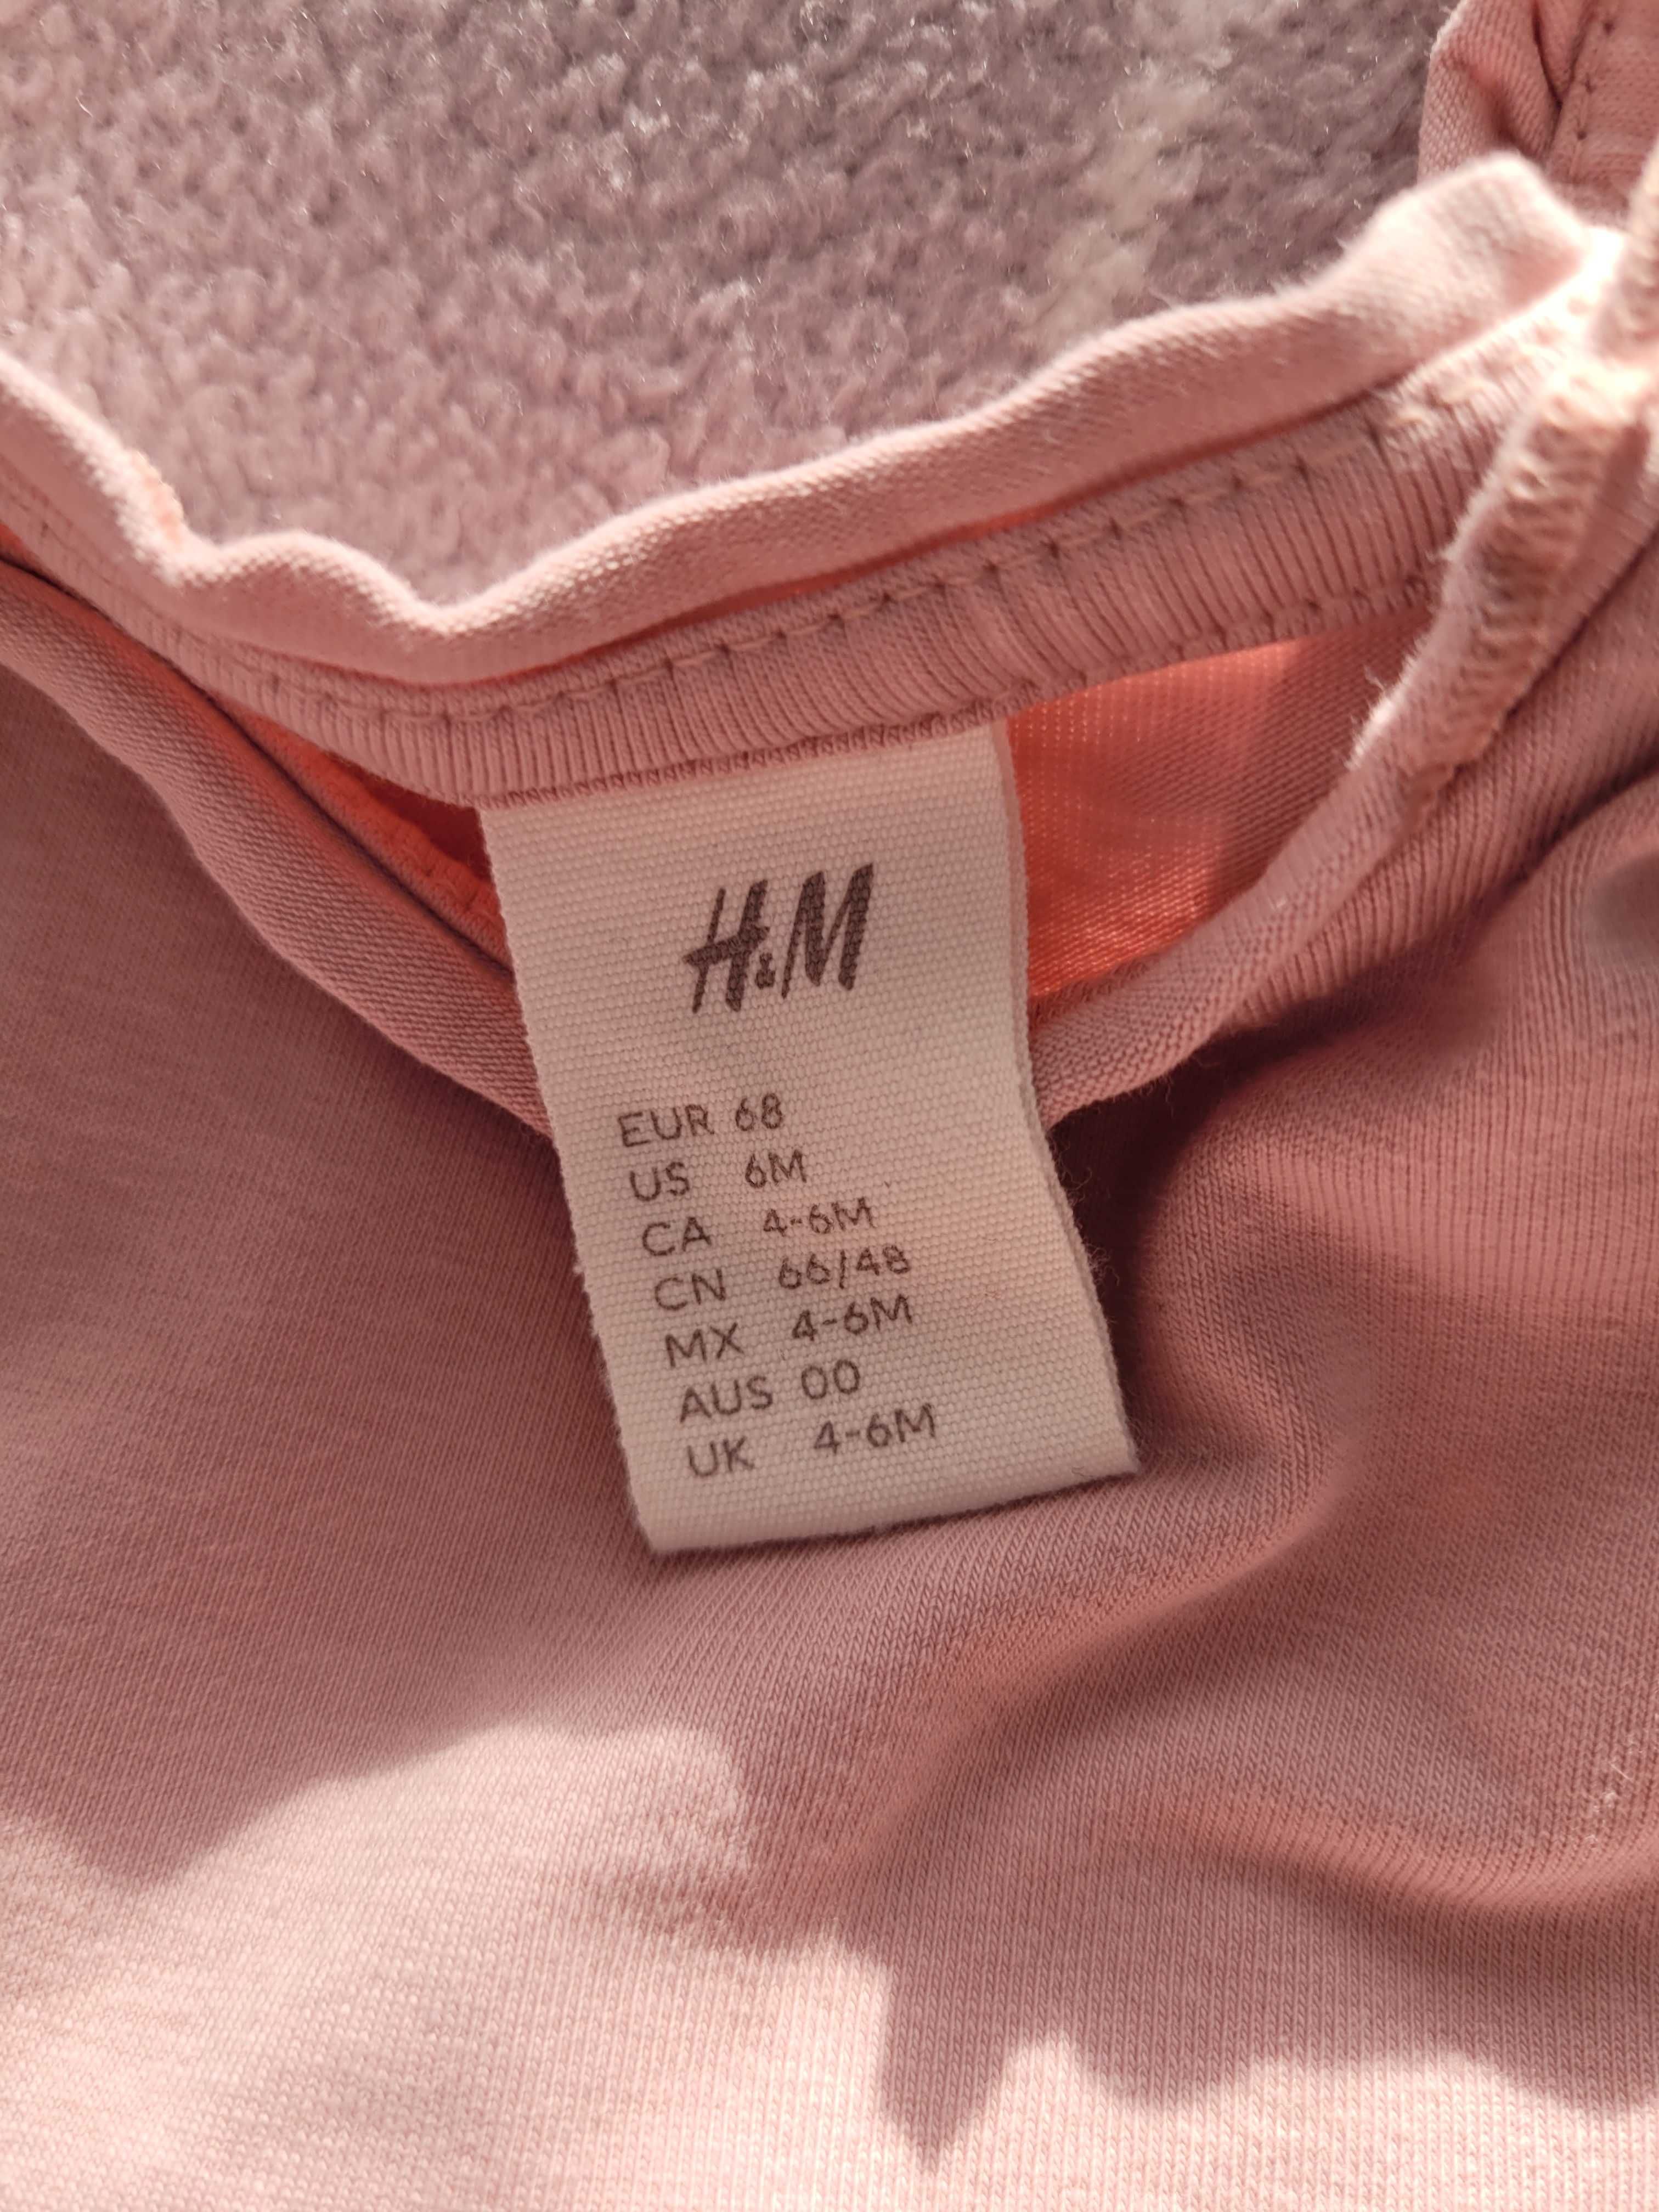 H&M
EUR 68
US 6M
CA 4-6M
CN 66/48
MX 4-6M
AUS 00
UK 4-6M